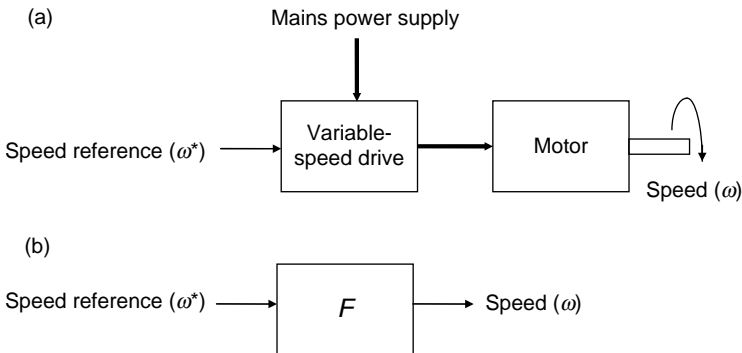 (a)
Mains power supply
Variable-
speed drive
Motor
Speed reference (ω*)
Speed (ω)
(b)
Speed reference (ω*)
F
Speed (ω)